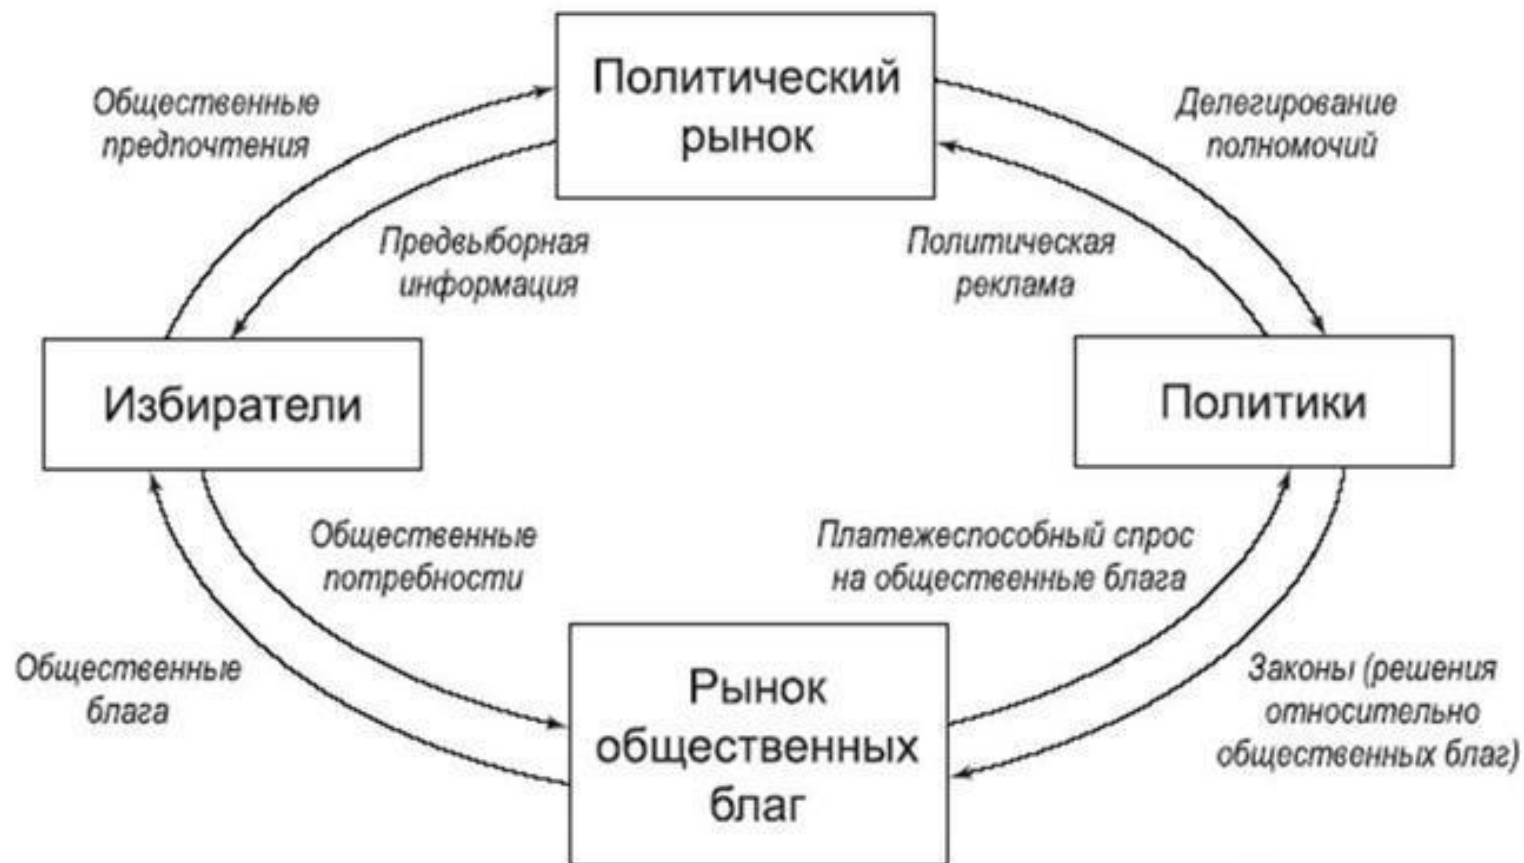 Политический
рынок
Общественные
предпочтения
Делегирование
полномочий
Предвыборная
информация
Политическая
реклама
Избиратели
Политики
Общественные
потребности
Платежеспособный спрос
на общественные блага
Общественные
блага
Рынок
общественных
благ
Законы (решения
относительно
общественных благ)